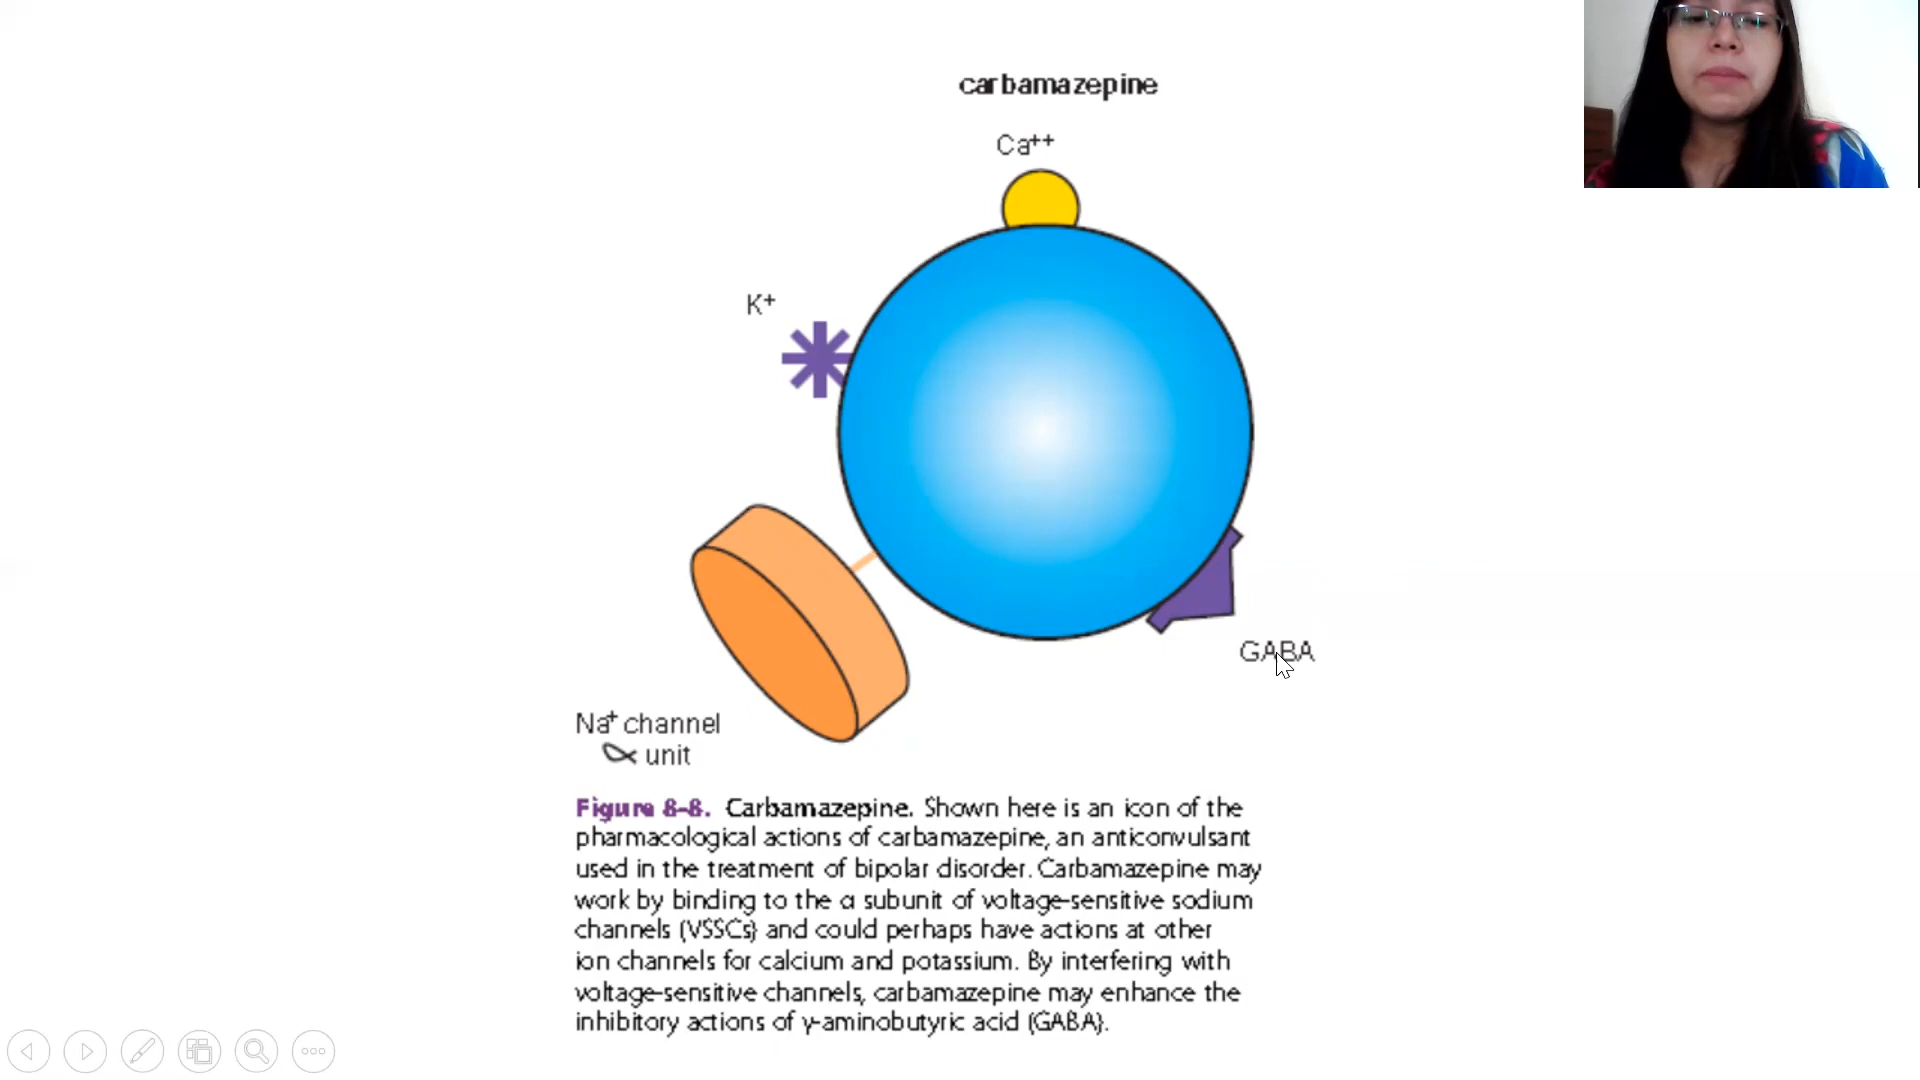 carbamazepine
Ca++
K+
GABA
Na+ channel
α unit
Figure 8-8. Carbamazepine. Shown here is an icon of the
pharmacological actions of carbamazepine, an anticonvulsant
used in the treatment of bipolar disorder. Carbamazepine may
work by binding to the α subunit of voltage-sensitive sodium
channels (VSSCs} and could perhaps have actions at other
ion channels for calcium and potassium. By interfering with
voltage-sensitive channels, carbamazepine may enhance the
inhibitory actions of γ-aminobutyric acid (GABA}.